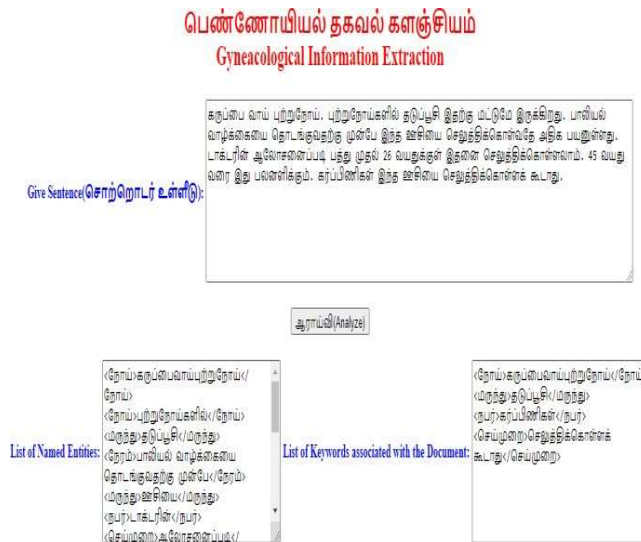 பெண்ணோயியல் தகவல் களஞ்சியம்
Gyneacological Information Extraction
கருப்பை வாய் புற்றுநோய். புற்றுநோய்களில் தடுப்பூசி இதற்கு மட்டுமே இருக்கிறது. பாலியல்
வாழ்க்கையை தொடங்குவதற்கு முன்பே இந்த ஊசியை செலுத்திக்கொள்வதே அதிக பயனுள்ளது.
டாக்டரின் ஆலோசனைப்படி பத்து முதல் 26 வயதுக்குள் இதனை செலுத்திக்கொள்ளலாம். 45 வயது
வரை இது பலனளிக்கும். கர்ப்பிணிகள் இந்த ஊசியை செலுத்திக்கொள்ளக் கூடாது.
Give Sentence(சொற்றொடர் உள்ளீடு):
ஆராய்வி(Analyze)
List of Named Entities:
<நோய்>கருப்பைவாய்புற்றுநோய்</
நோய்>
<நோய்>புற்றுநோய்களில்</நோய்>
<மருந்து>தடுப்பூசி</மருந்து>
<நேரம்>பாலியல் வாழ்க்கையை
தொடங்குவதற்கு முன்பே</நேரம்>
<மருந்து>ஊசியை</மருந்து>
<நபர்>டாக்டரின்</நபர்>
<செய்முறை>ஆலோசனைப்படி</
List of Keywords associated with the Document:
<நோய்>கருப்பைவாய்புற்றுநோய்</நோய்
<மருந்து>தடுப்பூசி</மருந்து>
<நபர்>கர்ப்பிணிகள்</நபர்>
<செய்முறை>செலுத்திக்கொள்ளக்
கூடாது</செய்முறை>